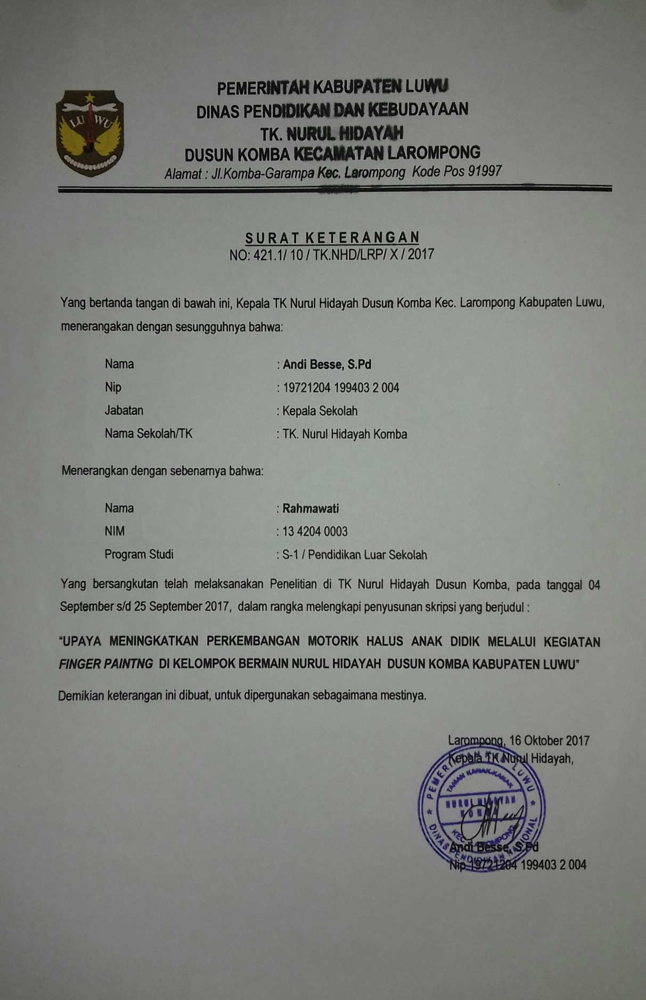 LUWU
PEMERINTAH KABUPATEN LUWU
DINAS PENDIDIKAN DAN KEBUDAYAAN
TK. NURUL HIDAYAH
DUSUN KOMBA KECAMATAN LAROMPONG
Alamat : Jl.Komba-Garampa Kec. Larompong Kode Pos 91997
SURAT KETERANGAN
NO: 421.1/ 10 / TK.NHD/LRP/ X / 2017
Yang bertanda tangan di bawah ini, Kepala TK Nurul Hidayah Dusun Komba Kec. Larompong Kabupaten Luwu,
menerangakan dengan sesungguhnya bahwa:
Nama : Andi Besse, S.Pd
Nip : 19721204 199403 2 004
Jabatan : Kepala Sekolah
Nama Sekolah/TK : TK. Nurul Hidayah Komba
Menerangkan dengan sebenarnya bahwa:
Nama : Rahmawati
NIM : 13 4204 0003
Program Studi : S-1 / Pendidikan Luar Sekolah
Yang bersangkutan telah melaksanakan Penelitian di TK Nurul Hidayah Dusun Komba, pada tanggal 04
September s/d 25 September 2017, dalam rangka melengkapi penyusunan skripsi yang berjudul :
“UPAYA MENINGKATKAN PERKEMBANGAN MOTORIK HALUS ANAK DIDIK MELALUI KEGIATAN
FINGER PAINTNG DI KELOMPOK BERMAIN NURUL HIDAYAH DUSUN KOMBA KABUPATEN LUWU”
Demikian keterangan ini dibuat, untuk dipergunakan sebagaimana mestinya.
Larompong, 16 Oktober 2017
Kepala TK Nurul Hidayah,
PEMERINTAH KAB. LUWU
TAMAN KANAK-KANAK
NURUL HIDAYAH
KOMBA
KEC. LAROMPONG
DINAS PENDIDIKAN NASIONAL
Andi Besse, S.Pd
Nip 19721204 199403 2 004